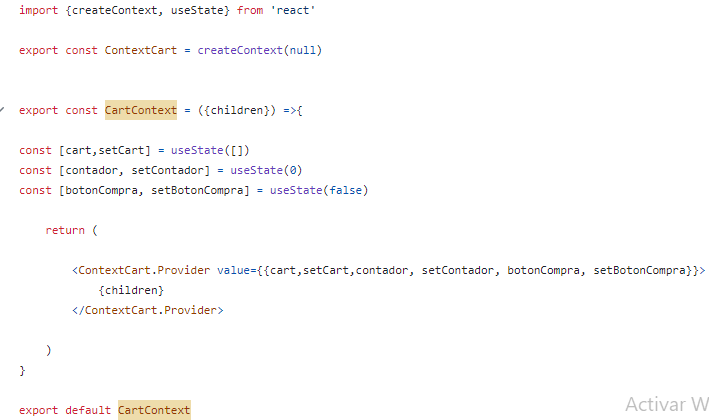 import {createContext, useState} from 'react'
export const ContextCart = createContext(null)
export const CartContext = ({children}) =>{
const [cart,setCart] = useState([])
const [contador, setContador] = useState(0)
const [botonCompra, setBotonCompra] = useState(false)
return (
<ContextCart.Provider value={{cart,setCart,contador, setContador, botonCompra, setBotonCompra}}>
{children}
</ContextCart.Provider>
)
}
export default CartContext
Activar W